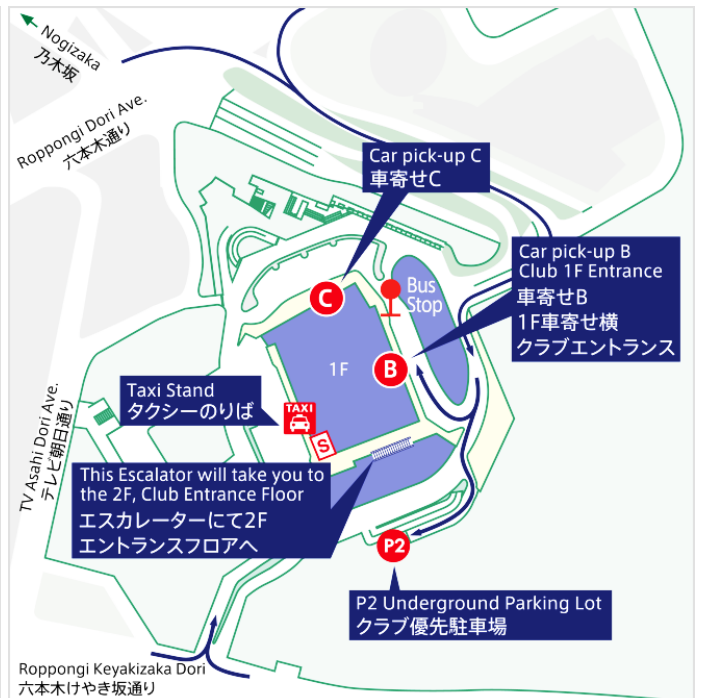 Nogizaka
乃木坂
Roppongi Dori Ave.
六本木通り
Car pick-up C
車寄せC
Car pick-up B
Club 1F Entrance
車寄せB
1F車寄せ横
クラブエントランス
C
Bus
Stop
1F
B
Taxi Stand
タクシーのりば
TAXI
S
TV Asahi Dori Ave.
テレビ朝日通り
This Escalator will take you to
the 2F, Club Entrance Floor
エスカレーターにて2F
エントランスフロアへ
P2
P2 Underground Parking Lot
クラブ優先駐車場
Roppongi Keyakizaka Dori
六本木けやき坂通り